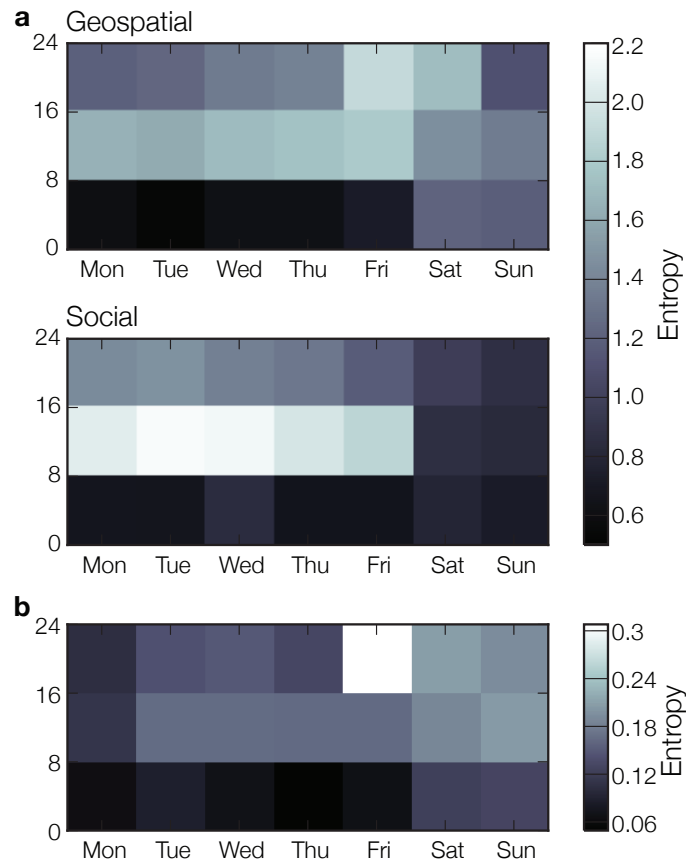 a
Geospatial
24
16
8
0
Mon Tue Wed Thu Fri Sat Sun
Social
24
16
8
0
Mon Tue Wed Thu Fri Sat Sun
2.2
2.0
1.8
1.6
1.4
1.2
1.0
0.8
0.6
Entropy
b
24
16
8
0
Mon Tue Wed Thu Fri Sat Sun
0.3
0.24
0.18
0.12
0.06
Entropy